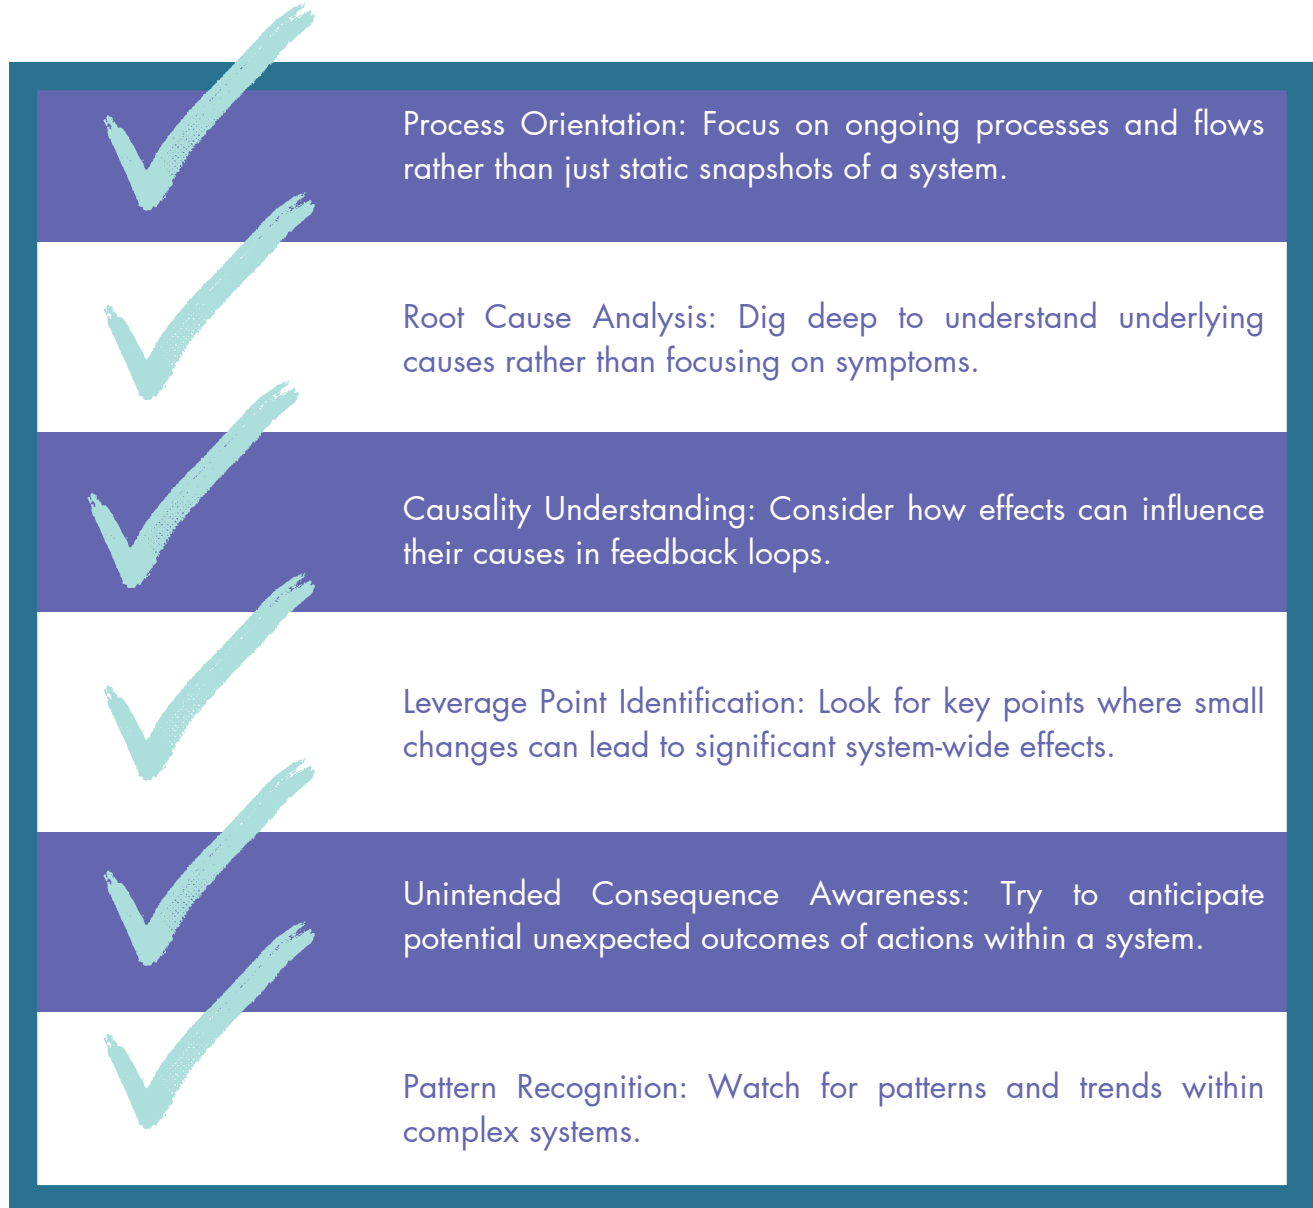 Process Orientation: Focus on ongoing processes and flows
rather than just static snapshots of a system.
Root Cause Analysis: Dig deep to understand underlying
causes rather than focusing on symptoms.
Causality Understanding: Consider how effects can influence
their causes in feedback loops.
Leverage Point Identification: Look for key points where small
changes can lead to significant system-wide effects.
Unintended Consequence Awareness: Try to anticipate
potential unexpected outcomes of actions within a system.
Pattern Recognition: Watch for patterns and trends within
complex systems.